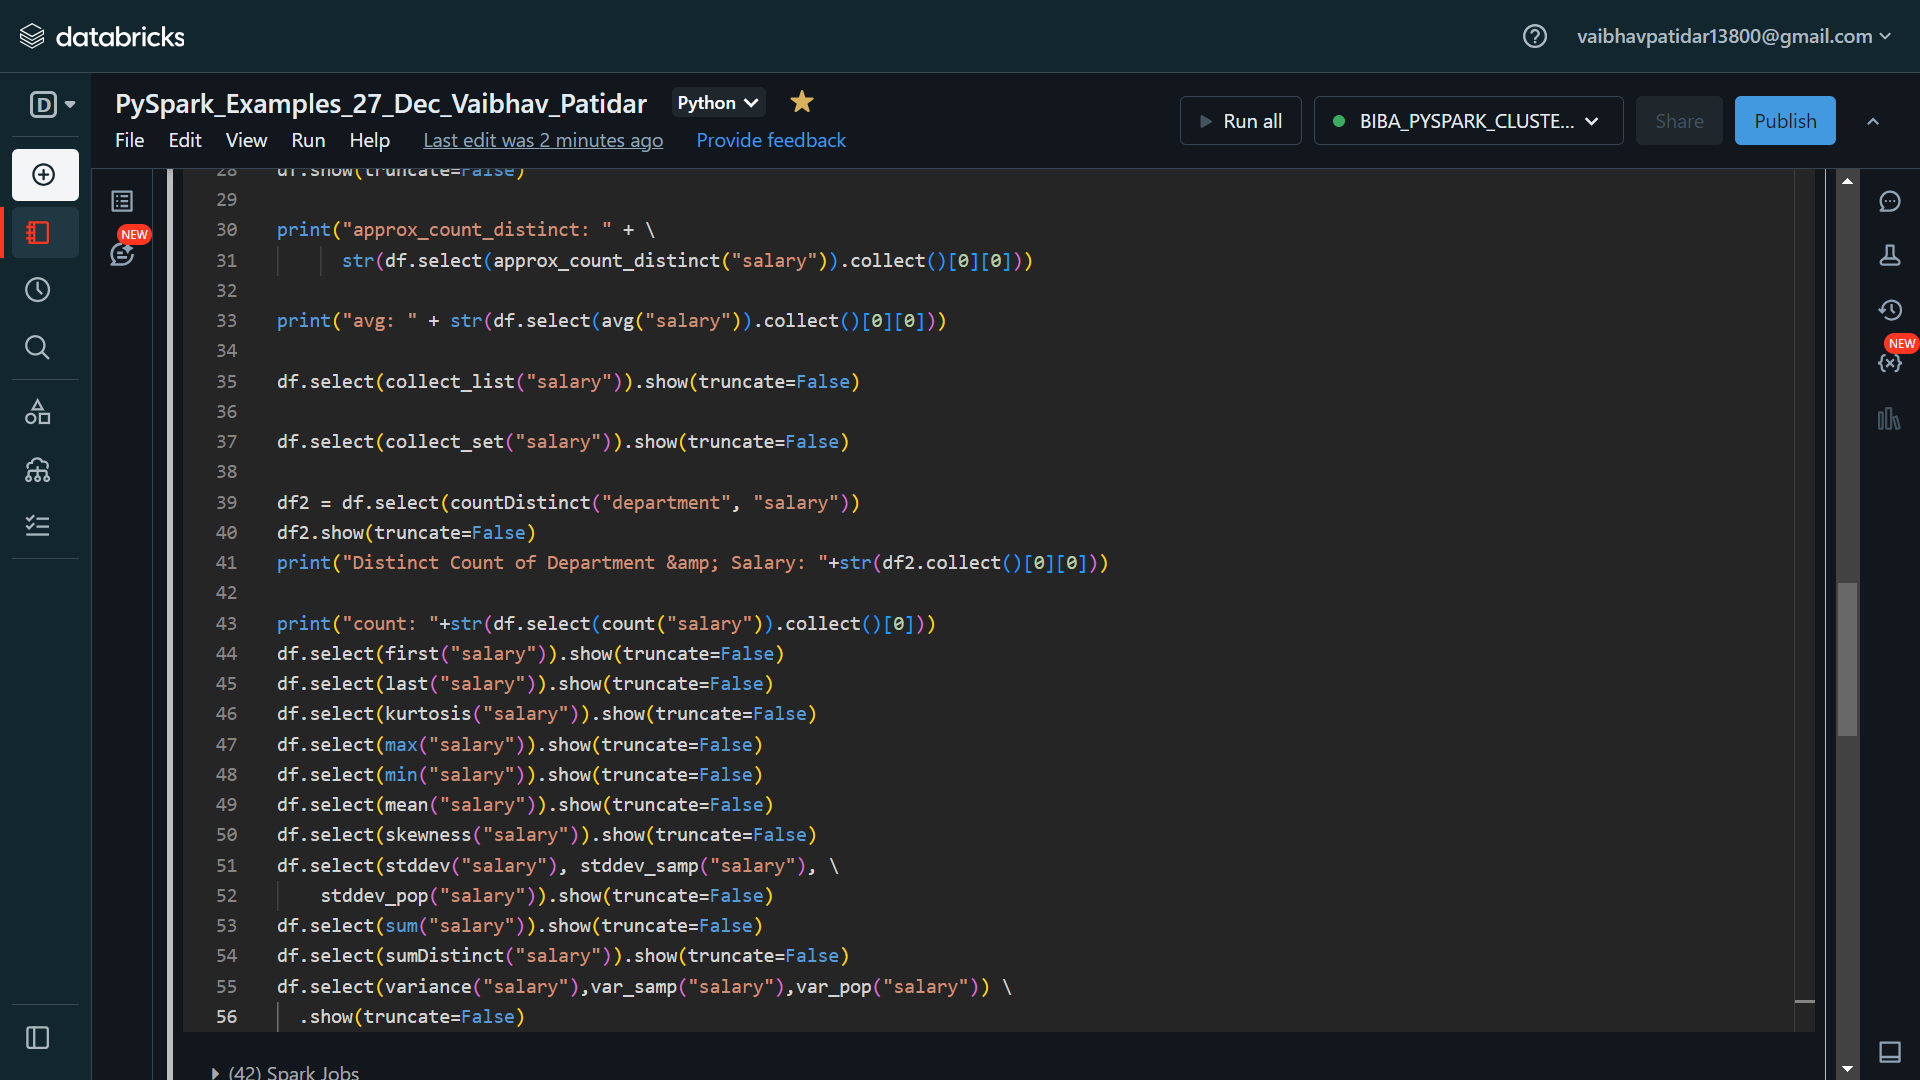 databricks
vaibhavpatidar13800@gmail.com
D
PySpark_Examples_27_Dec_Vaibhav_Patidar
Python
File Edit View Run Help Last edit was 2 minutes ago Provide feedback
Run all
BIBA_PYSPARK_CLUSTE...
Share
Publish
NEW
NEW
28 df.show(truncate=False)
29
30 print("approx_count_distinct: " + \
31 str(df.select(approx_count_distinct("salary")).collect()[0][0]))
32
33 print("avg: " + str(df.select(avg("salary")).collect()[0][0]))
34
35 df.select(collect_list("salary")).show(truncate=False)
36
37 df.select(collect_set("salary")).show(truncate=False)
38
39 df2 = df.select(countDistinct("department", "salary"))
40 df2.show(truncate=False)
41 print("Distinct Count of Department &amp; Salary: "+str(df2.collect()[0][0]))
42
43 print("count: "+str(df.select(count("salary")).collect()[0]))
44 df.select(first("salary")).show(truncate=False)
45 df.select(last("salary")).show(truncate=False)
46 df.select(kurtosis("salary")).show(truncate=False)
47 df.select(max("salary")).show(truncate=False)
48 df.select(min("salary")).show(truncate=False)
49 df.select(mean("salary")).show(truncate=False)
50 df.select(skewness("salary")).show(truncate=False)
51 df.select(stddev("salary"), stddev_samp("salary"), \
52 stddev_pop("salary")).show(truncate=False)
53 df.select(sum("salary")).show(truncate=False)
54 df.select(sumDistinct("salary")).show(truncate=False)
55 df.select(variance("salary"),var_samp("salary"),var_pop("salary")) \
56 .show(truncate=False)
(42) Spark Jobs